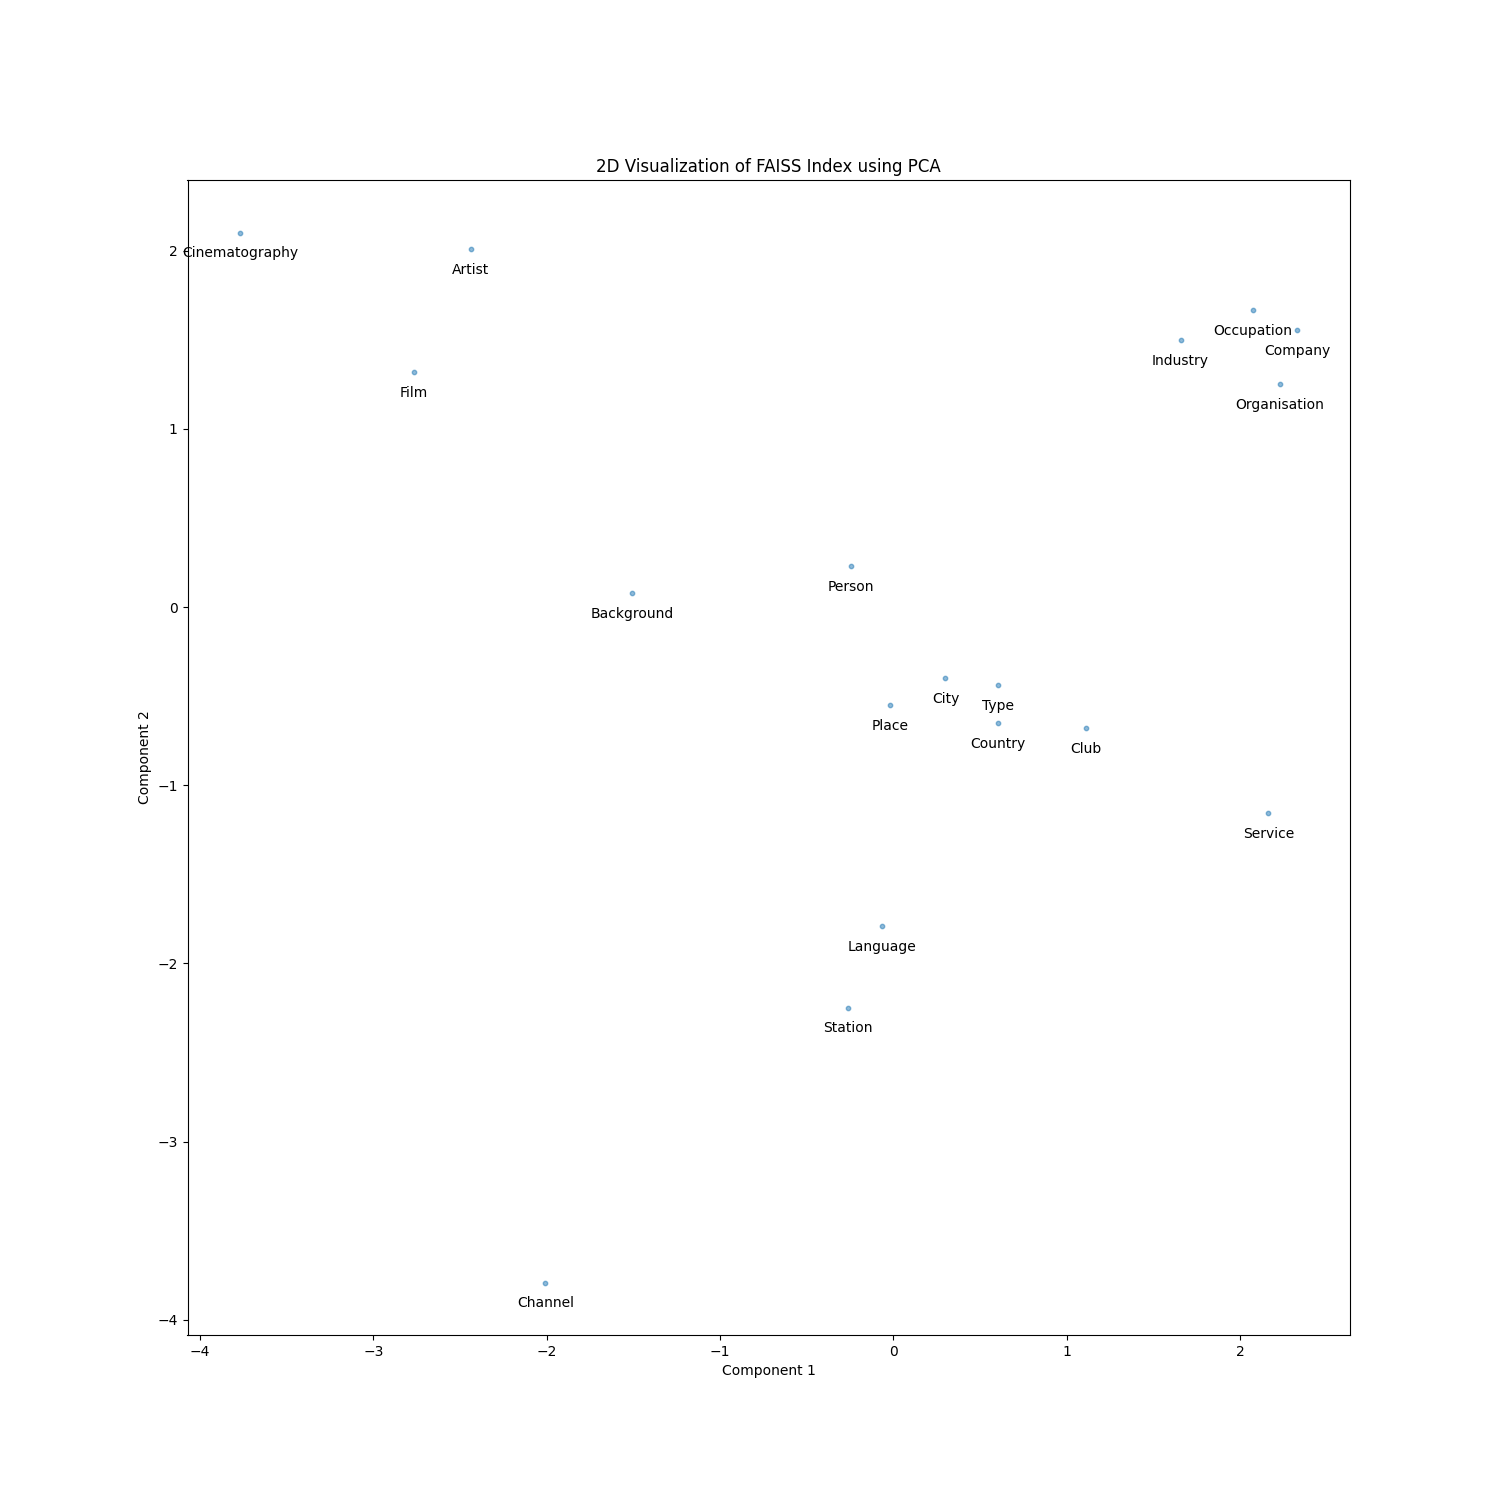 2D Visualization of FAISS Index using PCA
2
Cinematography
Artist
Occupation
Company
Industry
Film
Organisation
1
Person
0
Background
City
Type
Place
Country
Club
Component 2
−1
Service
Language
−2
Station
−3
Channel
−4
−4 −3 −2 −1 0 1 2
Component 1